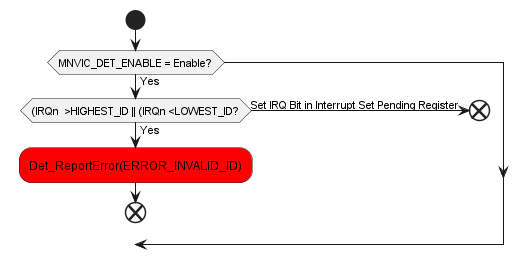 MNVIC_DET_ENABLE = Enable?
Yes
(IRQn >HIGHEST_ID || (IRQn <LOWEST_ID?
Set IRQ Bit in Interrupt Set Pending Register
Yes
Det_ReportError(ERROR_INVALID_ID)